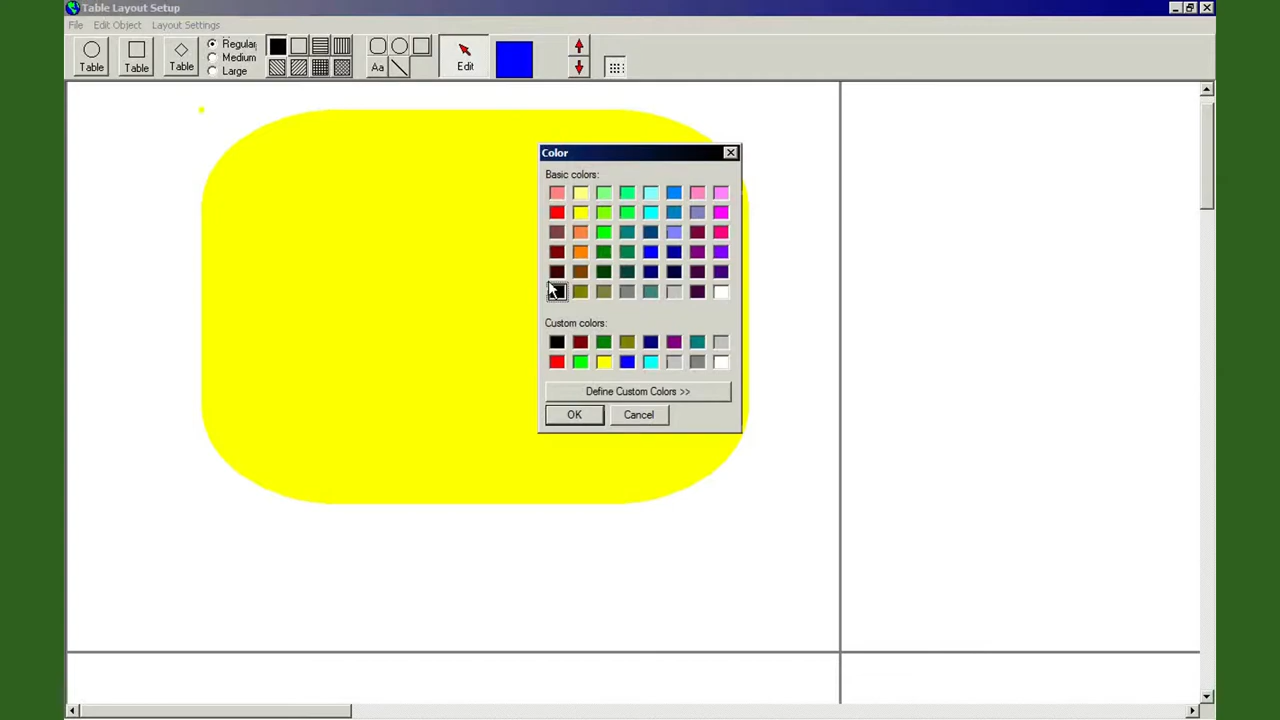 Table Layout Setup
File Edit Object Layout Settings
Table Table Table
Regular
Medium
Large
Aa
Edit
Color
Basic colors:
Custom colors:
Define Custom Colors >>
OK Cancel